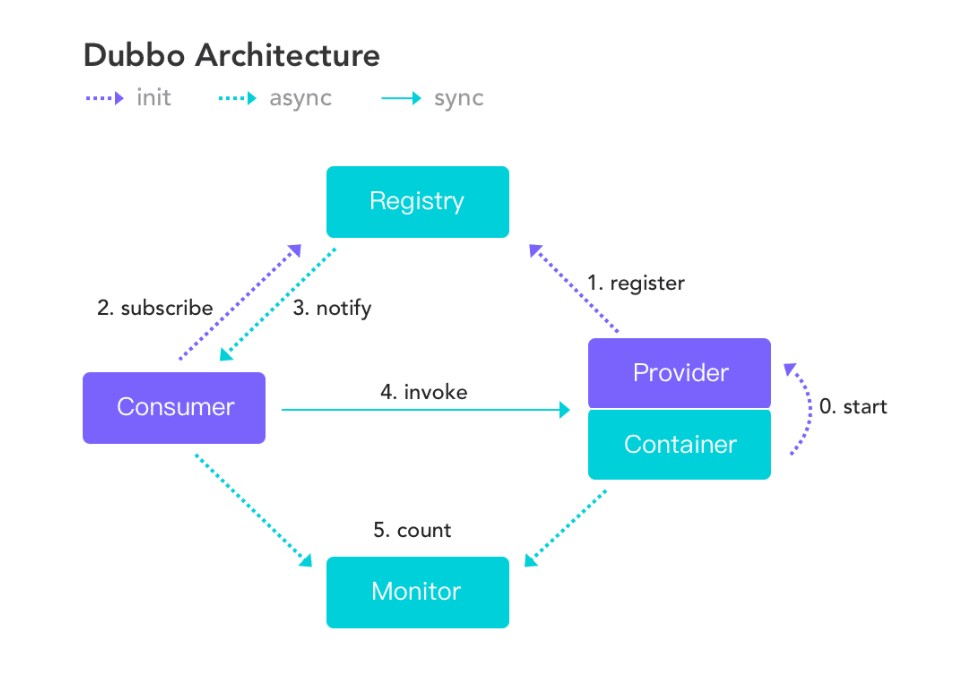 Dubbo Architecture
init async sync
Registry
1. register
2. subscribe 3. notify
Provider
4. invoke
Consumer
0. start
Container
5. count
Monitor